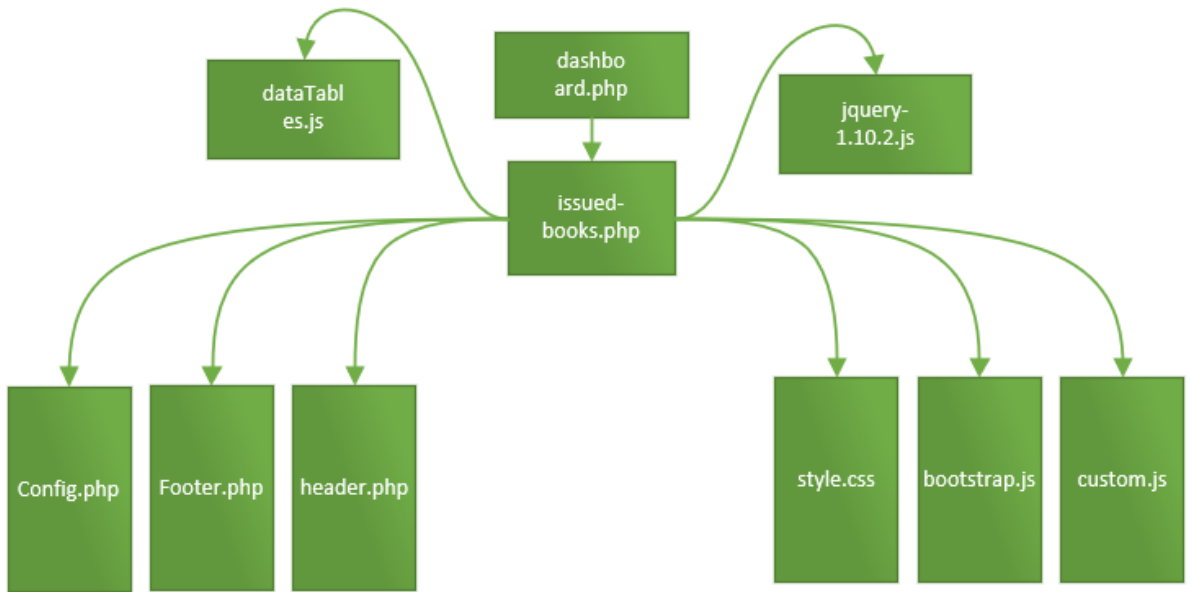 dashbo
ard.php
dataTabl
es.js
jquery-
1.10.2.js
issued-
books.php
Config.php
Footer.php
header.php
style.css
bootstrap.js
custom.js